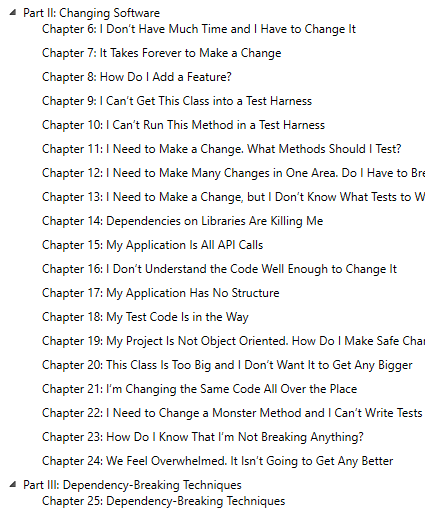 Part II: Changing Software
Chapter 6: I Don't Have Much Time and I Have to Change It
Chapter 7: It Takes Forever to Make a Change
Chapter 8: How Do I Add a Feature?
Chapter 9: I Can't Get This Class into a Test Harness
Chapter 10: I Can't Run This Method in a Test Harness
Chapter 11: I Need to Make a Change. What Methods Should I Test?
Chapter 12: I Need to Make Many Changes in One Area. Do I Have to Bre
Chapter 13: I Need to Make a Change, but I Don't Know What Tests to W
Chapter 14: Dependencies on Libraries Are Killing Me
Chapter 15: My Application Is All API Calls
Chapter 16: I Don't Understand the Code Well Enough to Change It
Chapter 17: My Application Has No Structure
Chapter 18: My Test Code Is in the Way
Chapter 19: My Project Is Not Object Oriented. How Do I Make Safe Cha
Chapter 20: This Class Is Too Big and I Don't Want It to Get Any Bigger
Chapter 21: I'm Changing the Same Code All Over the Place
Chapter 22: I Need to Change a Monster Method and I Can't Write Tests
Chapter 23: How Do I Know That I'm Not Breaking Anything?
Chapter 24: We Feel Overwhelmed. It Isn't Going to Get Any Better
Part III: Dependency-Breaking Techniques
Chapter 25: Dependency-Breaking Techniques